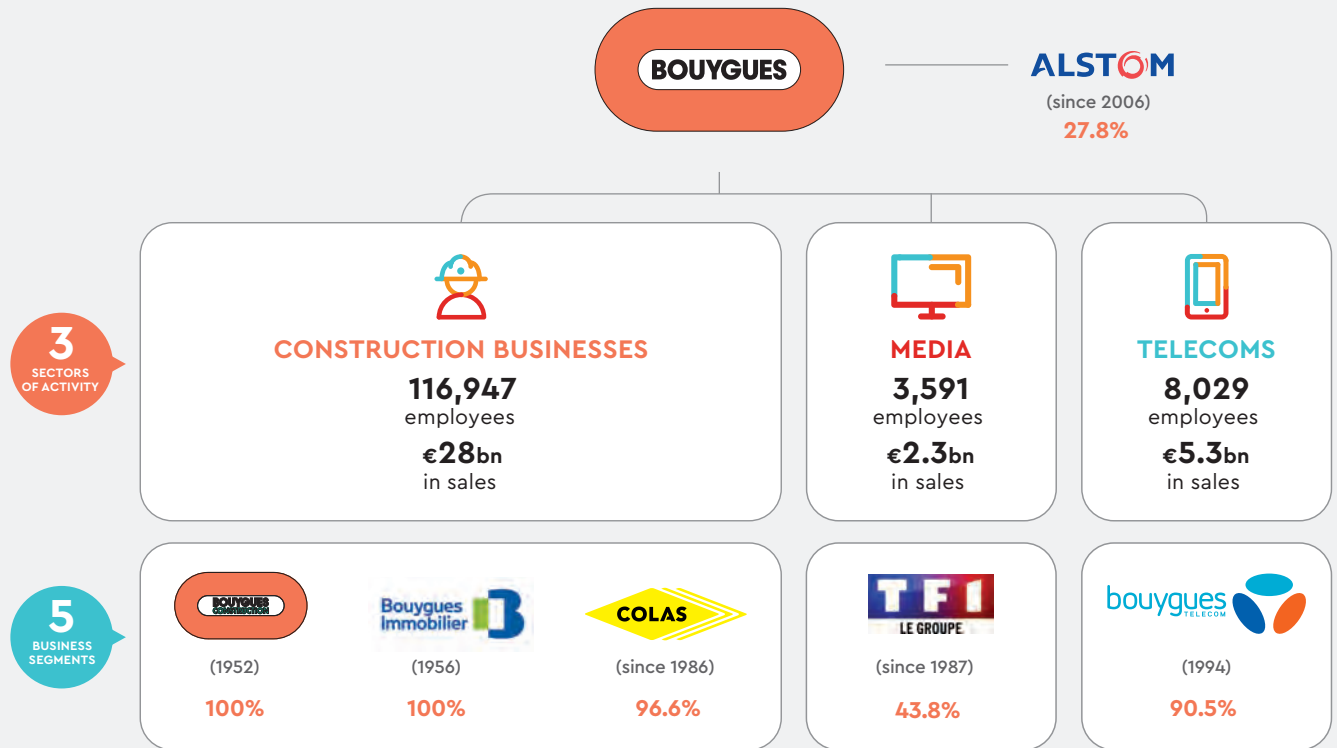 BOUYGUES
ALSTOM
(since 2006)
27.8%
3
SECTORS
OF ACTIVITY
CONSTRUCTION BUSINESSES
116,947
employees
€28bn
in sales
MEDIA
3,591
employees
€2.3bn
in sales
TELECOMS
8,029
employees
€5.3bn
in sales
5
BUSINESS
SEGMENTS
BOUYGUES
CONSTRUCTION
(1952)
100%
Bouygues
Immobilier
(1956)
100%
COLAS
(since 1986)
96.6%
TF1
LE GROUPE
(since 1987)
43.8%
bouygues
TELECOM
(1994)
90.5%